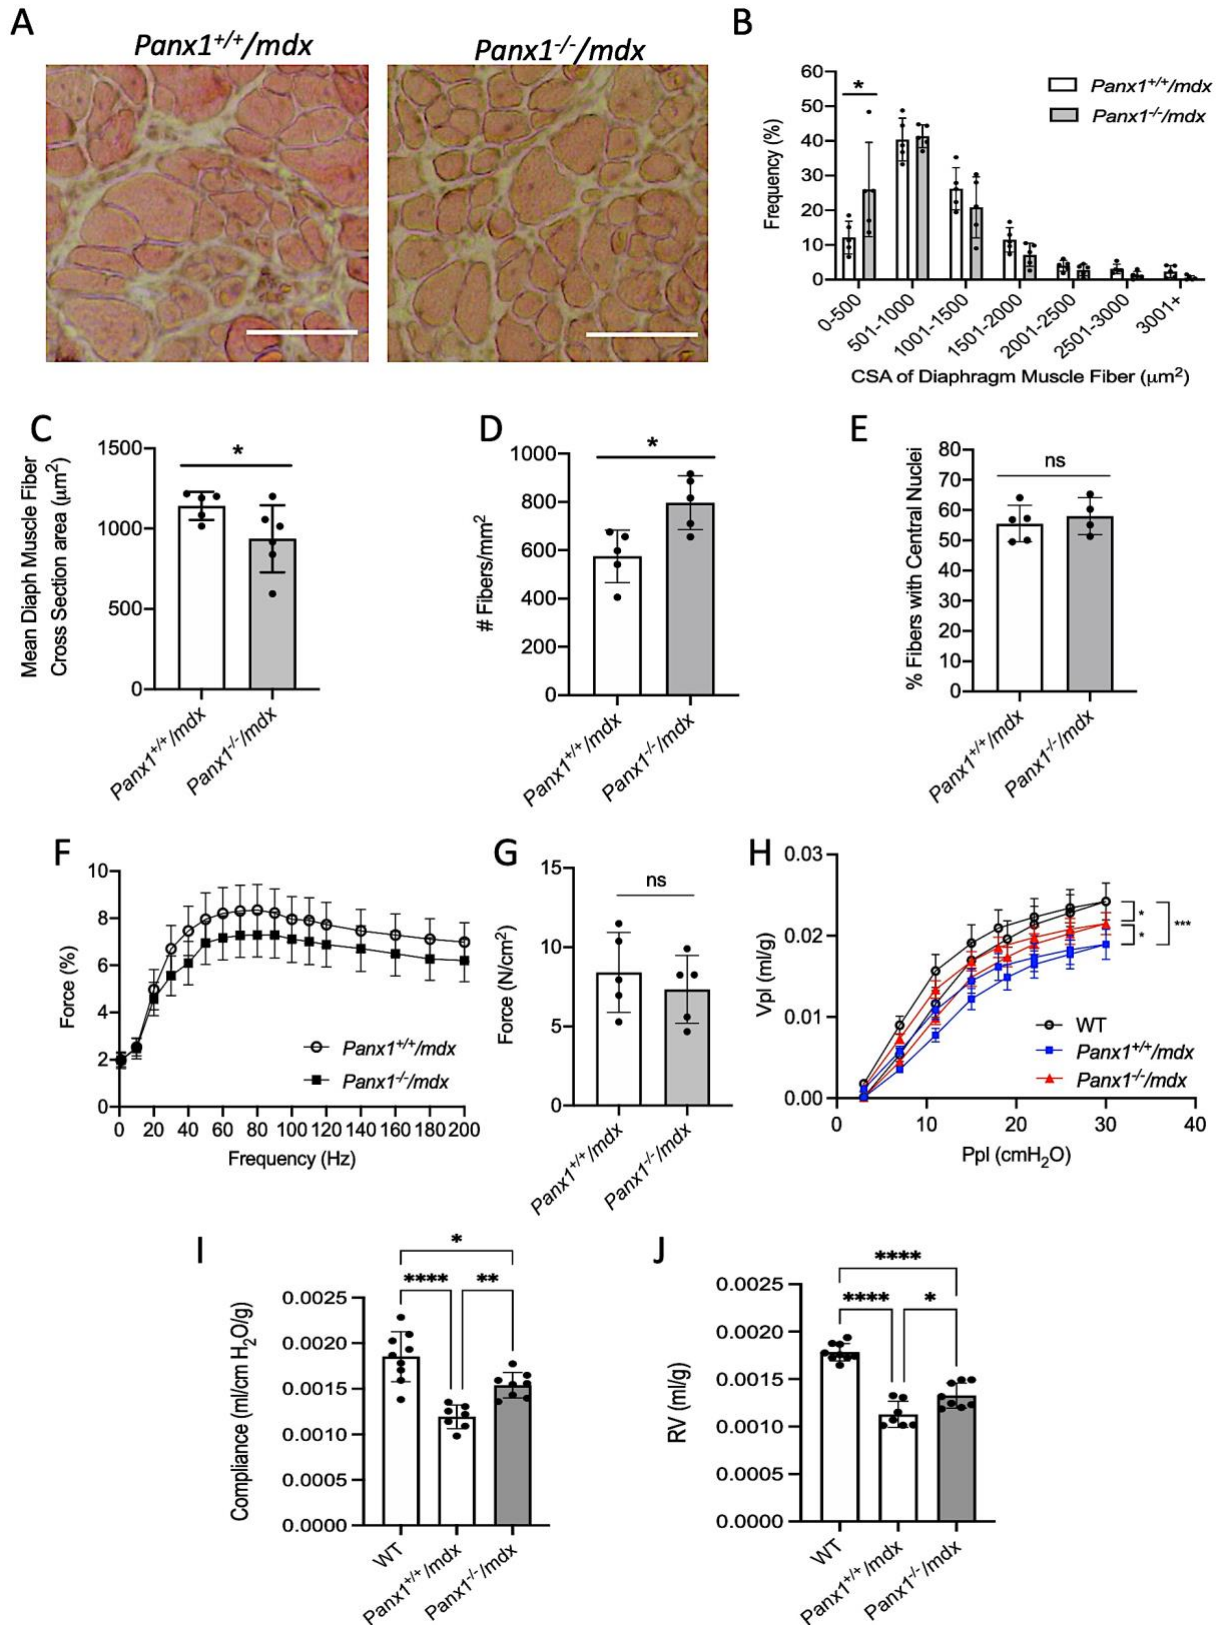 A
Panx1+/+/mdx
Panx1-/-/mdx
B
60
50
40
30
20
10
0
Frequency (%)
*
Panx1+/+/mdx
Panx1-/-/mdx
0-500
501-1000
1001-1500
1501-2000
2001-2500
2501-3000
3001+
CSA of Diaphragm Muscle Fiber (μm2)
C
Mean Diaph Muscle Fiber
Cross Section area (μm2)
1500
1000
500
0
*
Panx1+/+/mdx
Panx1-/-/mdx
D
# Fibers/mm2
1000
800
600
400
200
0
*
Panx1+/+/mdx
Panx1-/-/mdx
E
% Fibers with Central Nuclei
80
70
60
50
40
30
20
10
0
ns
Panx1+/+/mdx
Panx1-/-/mdx
F
Force (%)
10
8
6
4
2
0
Panx1+/+/mdx
Panx1-/-/mdx
0 20 40 60 80 100 120 140 160 180 200
Frequency (Hz)
G
Force (N/cm2)
15
10
5
0
ns
Panx1+/+/mdx
Panx1-/-/mdx
H
Vpl (ml/g)
0.03
0.02
0.01
0.00
*
*
***
WT
Panx1+/+/mdx
Panx1-/-/mdx
0 10 20 30 40
Ppl (cmH2O)
I
Compliance (ml/cm H2O/g)
0.0025
0.0020
0.0015
0.0010
0.0005
0.0000
*
**** **
WT
Panx1+/+/mdx
Panx1-/-/mdx
J
RV (ml/g)
0.0025
0.0020
0.0015
0.0010
0.0005
0.0000
****
**** *
WT
Panx1+/+/mdx
Panx1-/-/mdx